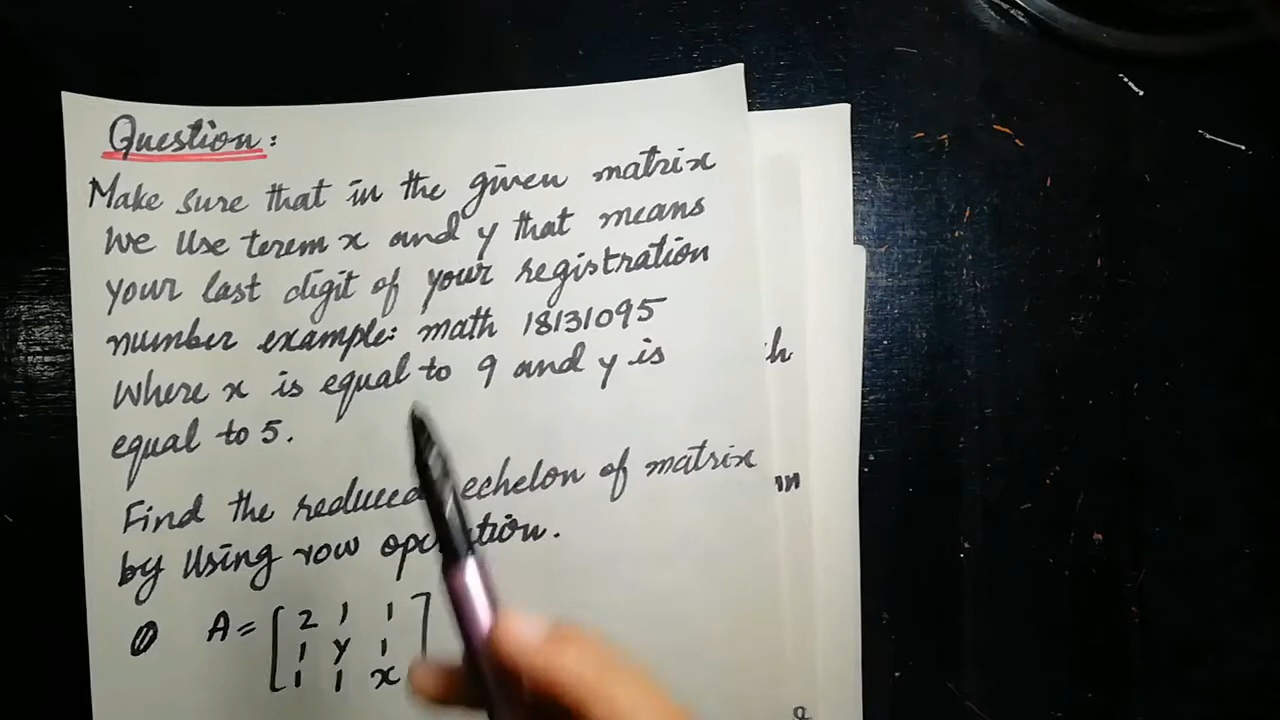 Question:
Make sure that in the given matrix
we use terem x and y that means
your last digit of your registration
number example: math 18131095
Where x is equal to 9 and y is
equal to 5.
Find the reduced echelon of matrix
by using row operation.
A = [ 2 1 1
1 y 1
1 1 x ]